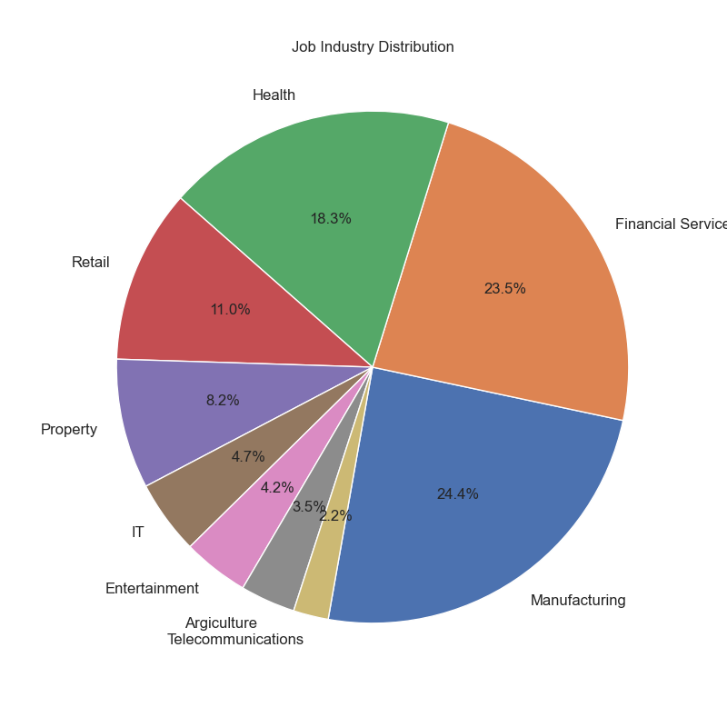 Job Industry Distribution
Health
Financial Service
18.3%
23.5%
Retail
11.0%
8.2%
Property
4.7%
4.2%
24.4%
3.5%
2.2%
IT
Entertainment
Manufacturing
Argiculture
Telecommunications